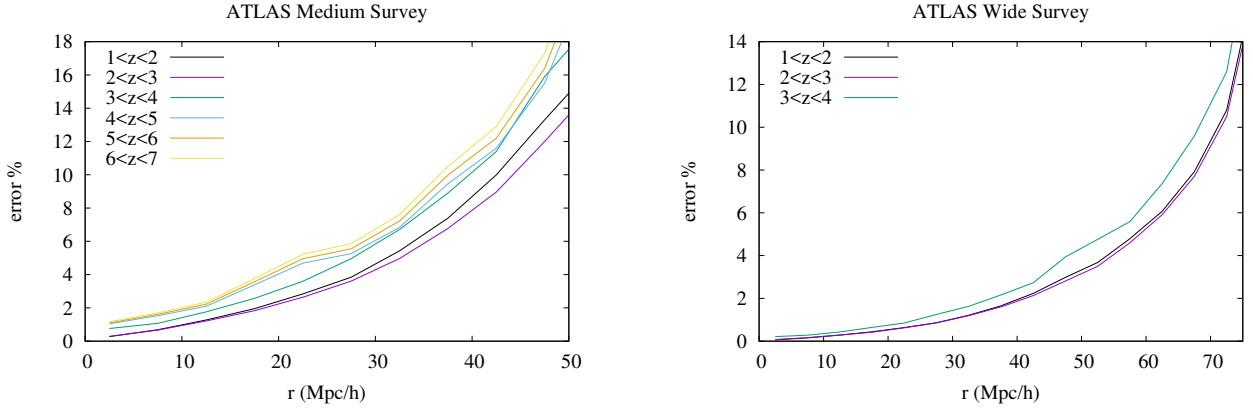 ATLAS Medium Survey
18
16
14
12
10
8
6
4
2
0
error %
1<z<2
2<z<3
3<z<4
4<z<5
5<z<6
6<z<7
0 10 20 30 40 50
r (Mpc/h)
ATLAS Wide Survey
14
12
10
8
6
4
2
0
error %
1<z<2
2<z<3
3<z<4
0 10 20 30 40 50 60 70
r (Mpc/h)